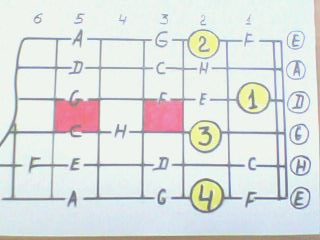 6 5 4 3 2 1
A G 2 F E
D C H A
G F E 1 D
C H 3 G
F E D C H
A G 4 F E